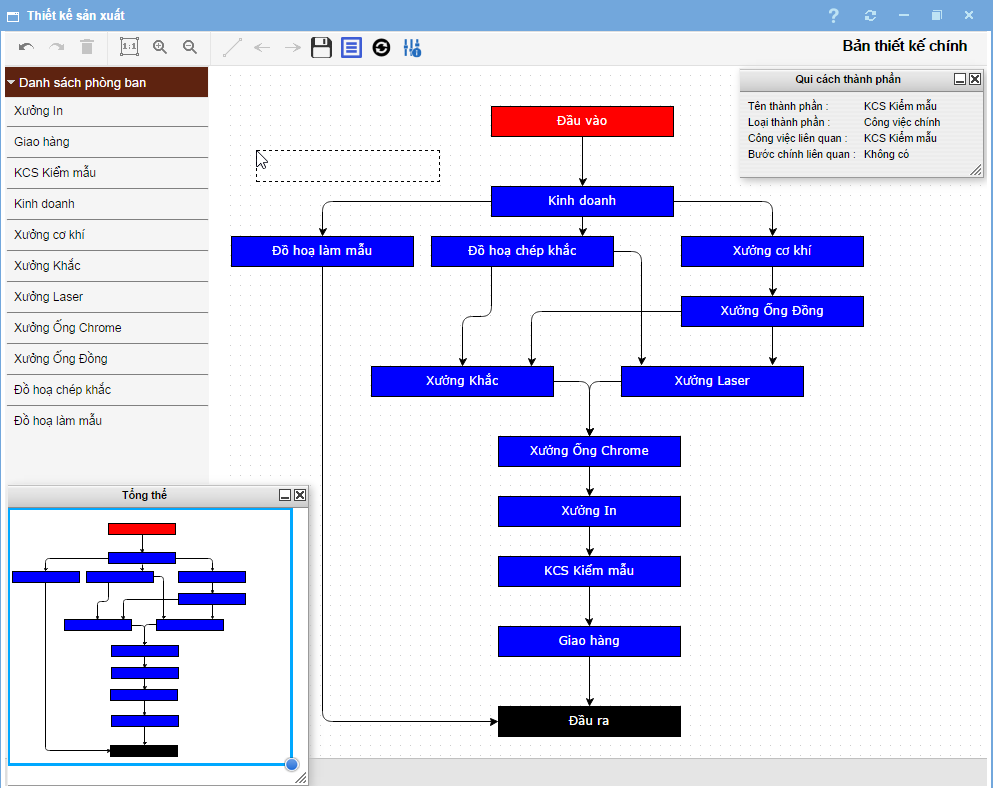 Thiết kế sản xuất
?
1:1
Bản thiết kế chính
Danh sách phòng ban
Xưởng In
Giao hàng
KCS Kiểm mẫu
Kinh doanh
Xưởng cơ khí
Xưởng Khắc
Xưởng Laser
Xưởng Ống Chrome
Xưởng Ống Đồng
Đồ hoạ chép khắc
Đồ hoạ làm mẫu
Qui cách thành phần
Tên thành phần : KCS Kiểm mẫu
Loại thành phần : Công việc chính
Công việc liên quan : KCS Kiểm mẫu
Bước chính liên quan : Không có
Đầu vào
Kinh doanh
Đồ hoạ làm mẫu
Đồ hoạ chép khắc
Xưởng cơ khí
Xưởng Ống Đồng
Xưởng Khắc
Xưởng Laser
Xưởng Ống Chrome
Xưởng In
KCS Kiểm mẫu
Giao hàng
Đầu ra
Tổng thể